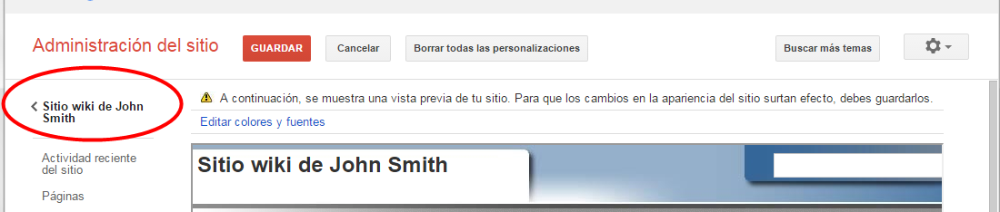 Administración del sitio
GUARDAR
Cancelar
Borrar todas las personalizaciones
Buscar más temas
Sitio wiki de John
Smith
A continuación, se muestra una vista previa de tu sitio. Para que los cambios en la apariencia del sitio surtan efecto, debes guardarlos.
Editar colores y fuentes
Actividad reciente
del sitio
Páginas
Sitio wiki de John Smith